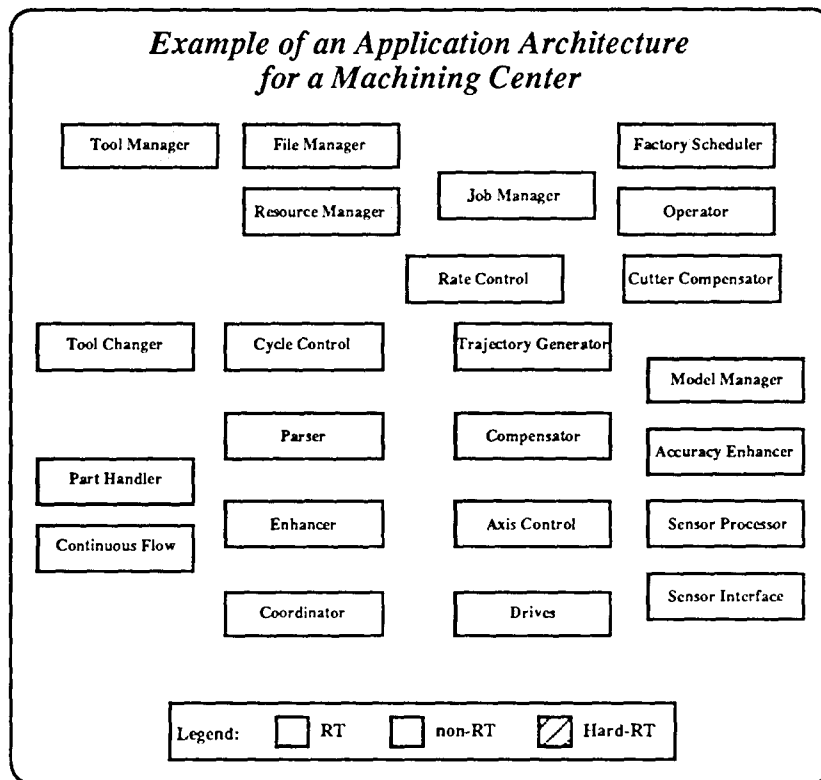 Example of an Application Architecture
for a Machining Center
Tool Manager
File Manager
Factory Scheduler
Resource Manager
Job Manager
Operator
Rate Control
Cutter Compensator
Tool Changer
Cycle Control
Trajectory Generator
Model Manager
Parser
Compensator
Accuracy Enhancer
Part Handler
Enhancer
Axis Control
Sensor Processor
Continuous Flow
Coordinator
Drives
Sensor Interface
Legend: RT non-RT Hard-RT